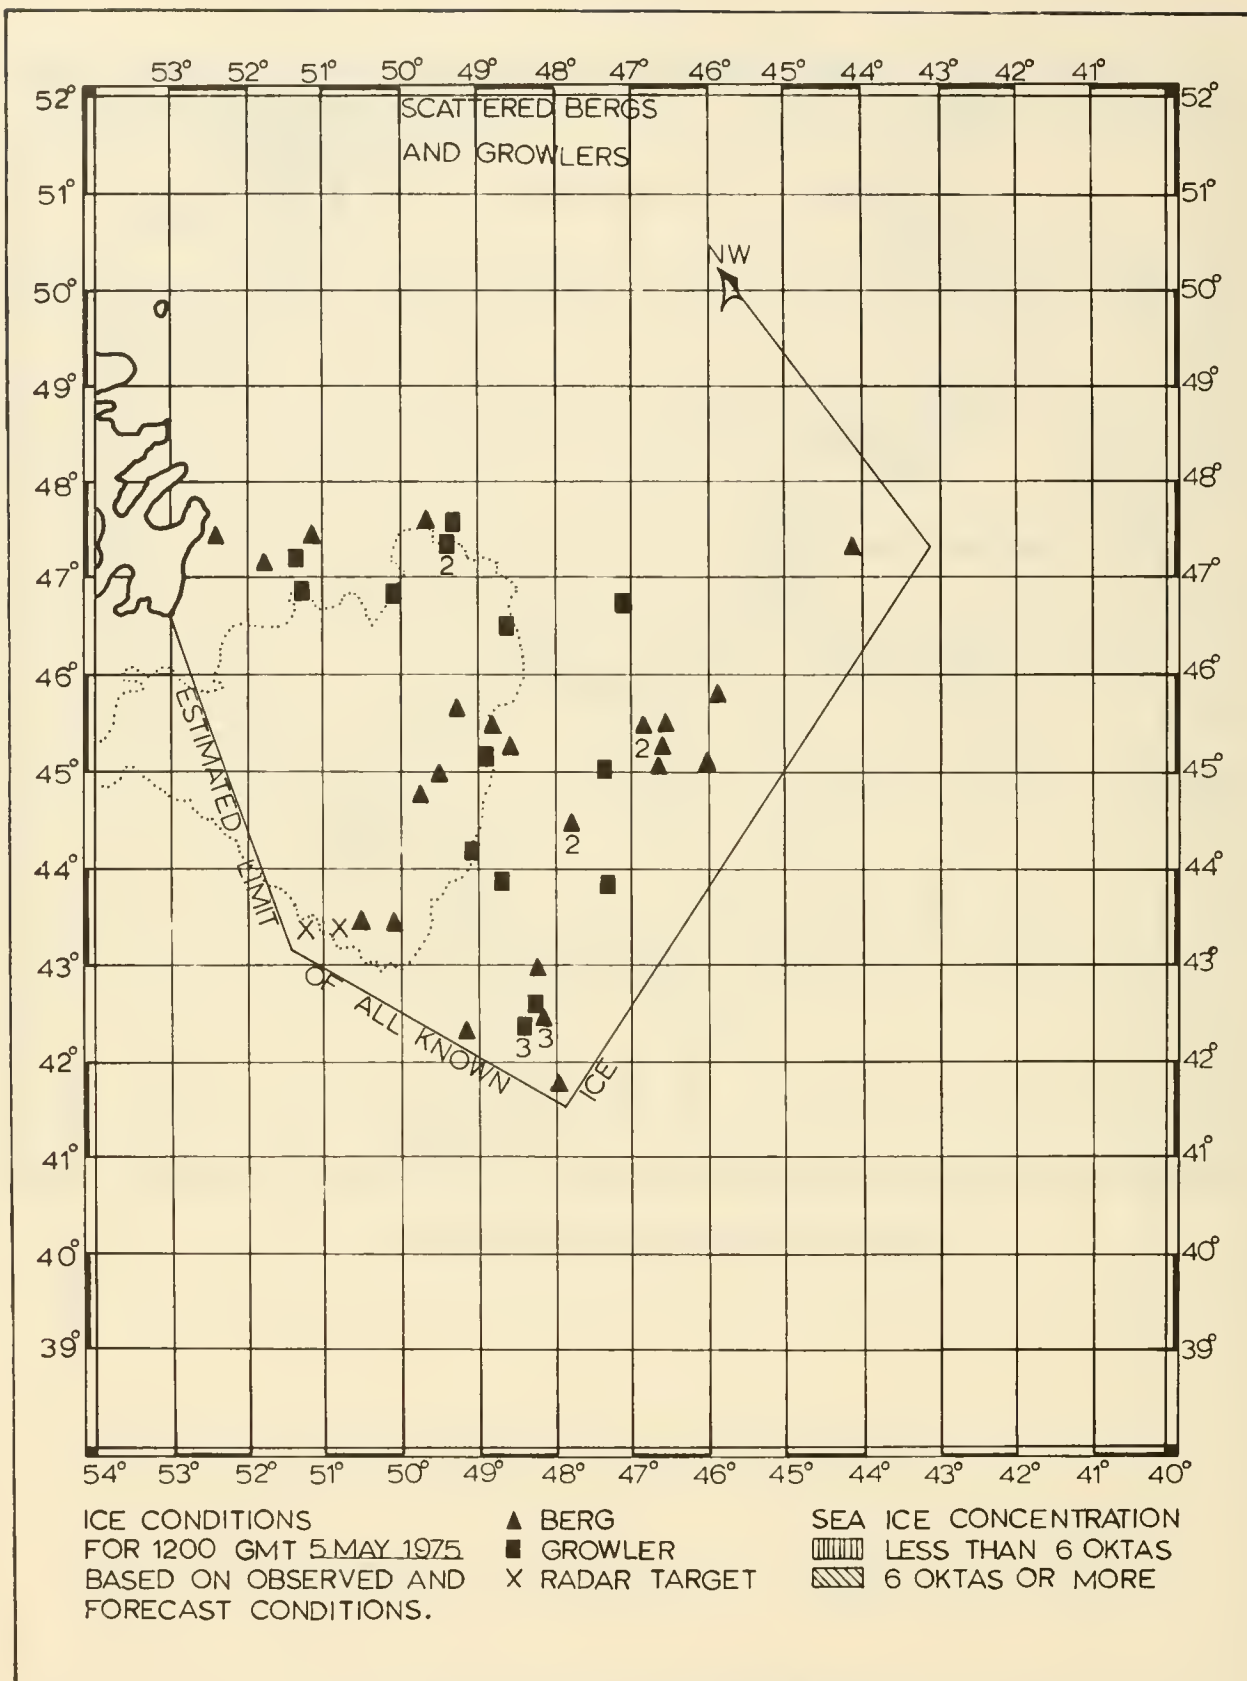 53° 52° 51° 50° 49° 48° 47° 46° 45° 44° 43° 42° 41°
52° 52°
SCATTERED BERGS
AND GROWLERS
51° 51°
NW
50° 50°
49° 49°
48° 48°
2
47° 47°
46° 46°
2
45° 45°
2
44° 44°
43° 43°
3 3
42° 42°
ESTIMATED LIMIT
OF ALL KNOWN
ICE
41° 41°
40° 40°
39° 39°
54° 53° 52° 51° 50° 49° 48° 47° 46° 45° 44° 43° 42° 41° 40°
ICE CONDITIONS
FOR 1200 GMT 5 MAY 1975
BASED ON OBSERVED AND
FORECAST CONDITIONS.
BERG
GROWLER
X RADAR TARGET
SEA ICE CONCENTRATION
LESS THAN 6 OKTAS
6 OKTAS OR MORE